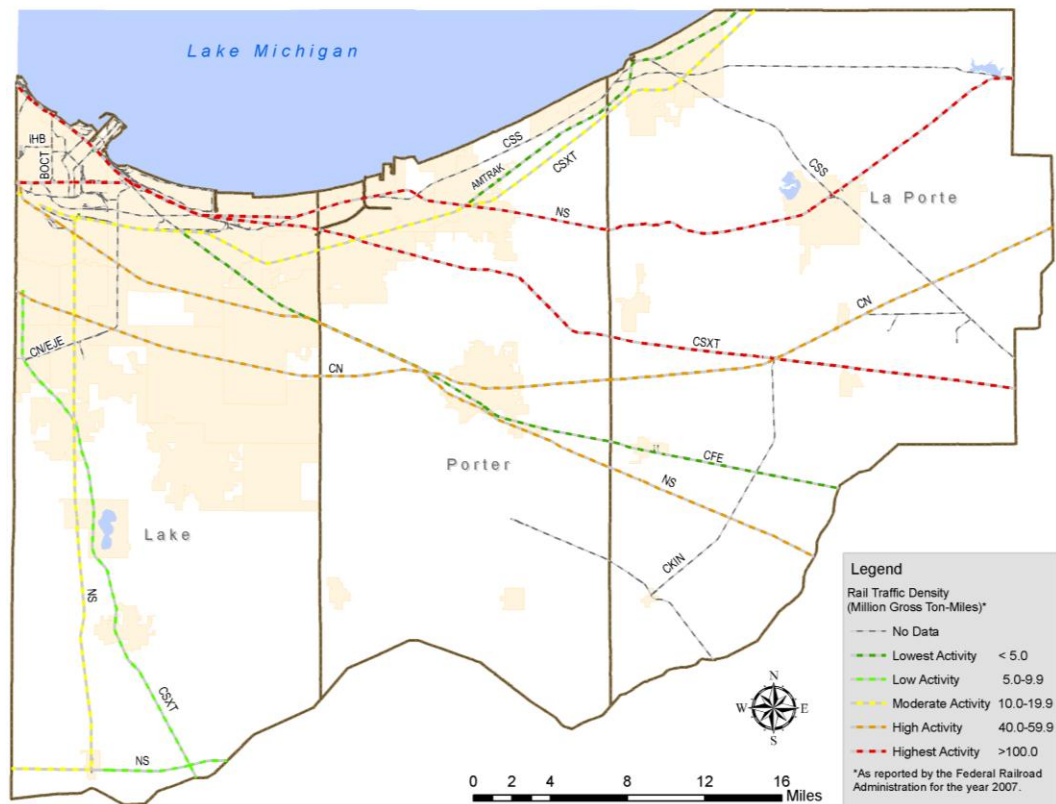 Lake Michigan
IHB
BOCT
CSS
AMTRAK
CSXT
CSS
La Porte
NS
CN
CN/EJE
CN
CSXT
Porter
CFE
NS
Lake
CKIN
NS
CSXT
NS
N
W
E
S
0 2 4 8 12 16
Miles
Legend
Rail Traffic Density
(Million Gross Ton-Miles)*
No Data
Lowest Activity < 5.0
Low Activity 5.0-9.9
Moderate Activity 10.0-19.9
High Activity 40.0-59.9
Highest Activity >100.0
*As reported by the Federal Railroad
Administration for the year 2007.